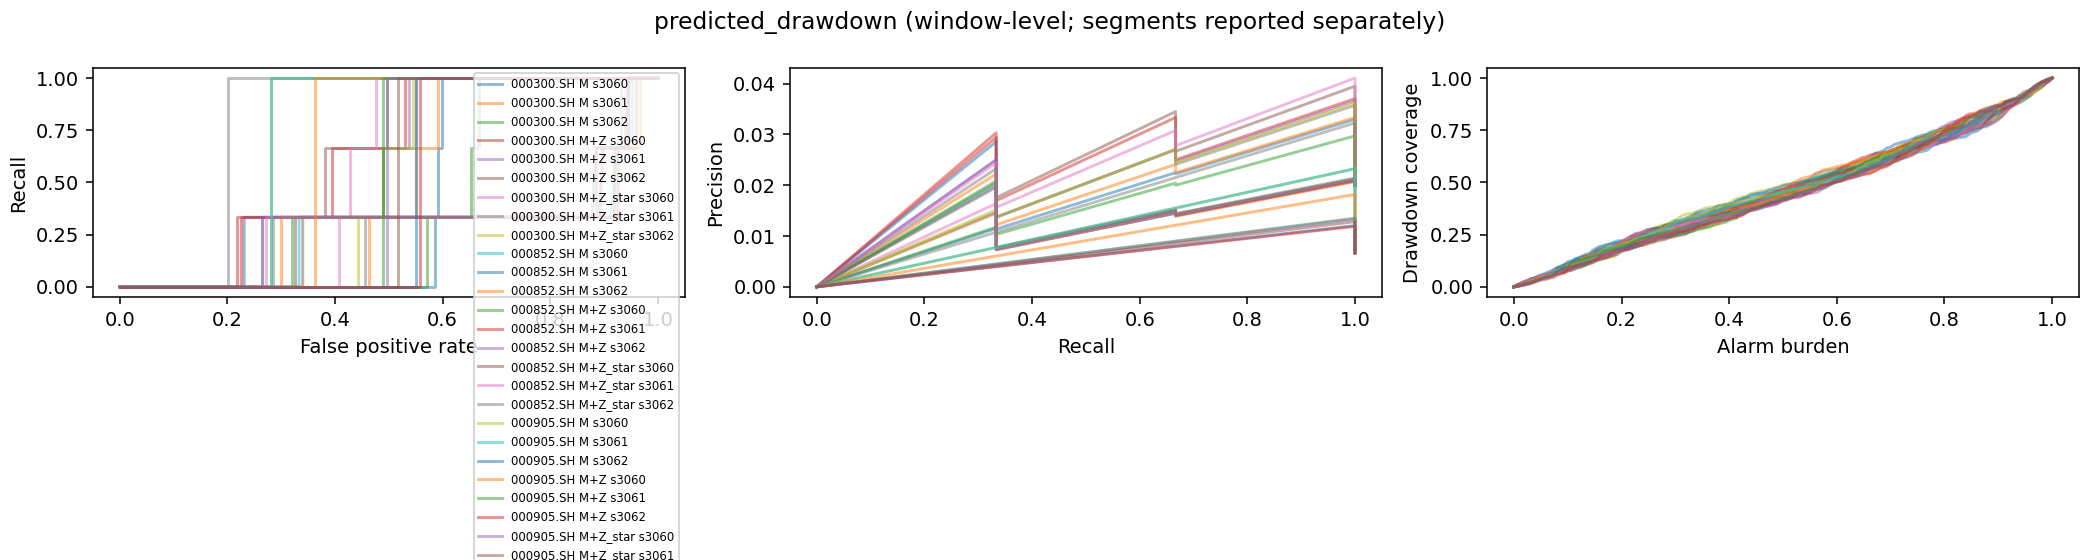 predicted_drawdown (window-level; segments reported separately)
1.00
0.75
0.50
0.25
0.00
Recall
0.0
0.2
0.4
0.6
0.8
1.0
False positive rate
000300.SH M s3060
000300.SH M s3061
000300.SH M s3062
000300.SH M+Z s3060
000300.SH M+Z s3061
000300.SH M+Z s3062
000300.SH M+Z_star s3060
000300.SH M+Z_star s3061
000300.SH M+Z_star s3062
000852.SH M s3060
000852.SH M s3061
000852.SH M s3062
000852.SH M+Z s3060
000852.SH M+Z s3061
000852.SH M+Z s3062
000852.SH M+Z_star s3060
000852.SH M+Z_star s3061
000852.SH M+Z_star s3062
000905.SH M s3060
000905.SH M s3061
000905.SH M s3062
000905.SH M+Z s3060
000905.SH M+Z s3061
000905.SH M+Z s3062
000905.SH M+Z_star s3060
000905.SH M+Z_star s3061
0.04
0.03
0.02
0.01
0.00
Precision
0.0
0.2
0.4
0.6
0.8
1.0
Recall
1.00
0.75
0.50
0.25
0.00
Drawdown coverage
0.0
0.2
0.4
0.6
0.8
1.0
Alarm burden